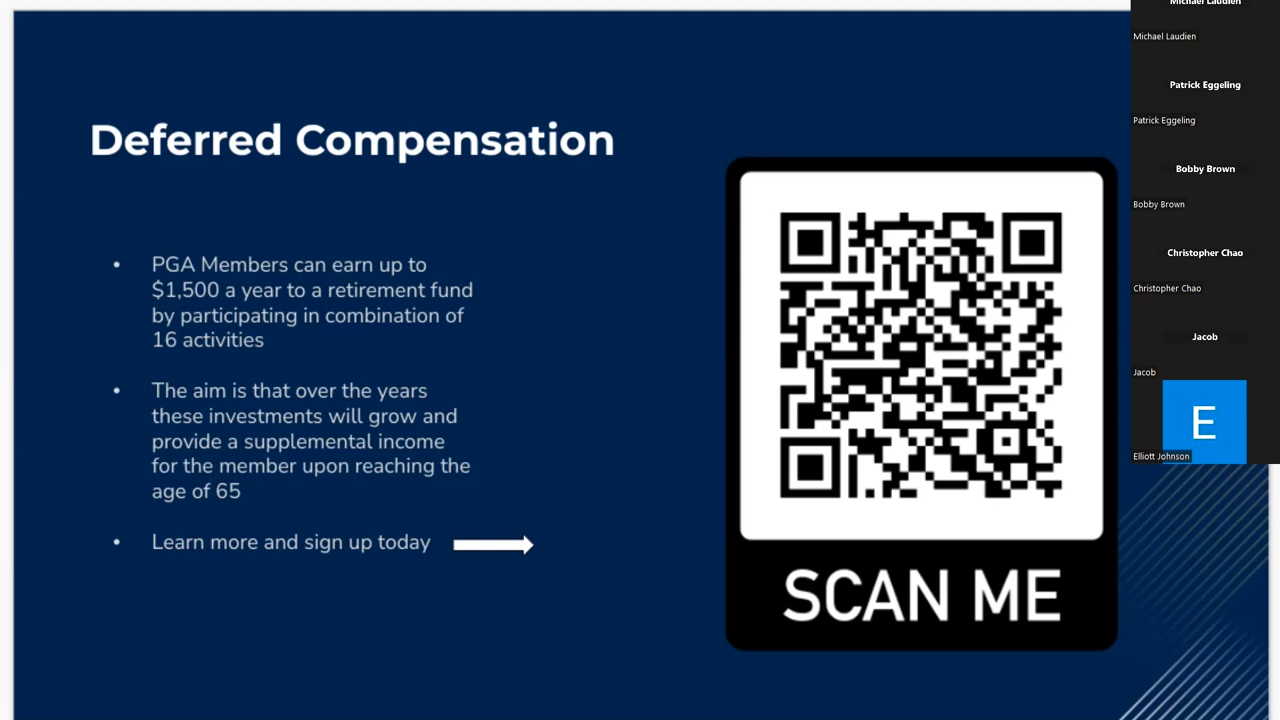 Deferred Compensation
• PGA Members can earn up to
$1,500 a year to a retirement fund
by participating in combination of
16 activities
• The aim is that over the years
these investments will grow and
provide a supplemental income
for the member upon reaching the
age of 65
• Learn more and sign up today
SCAN ME
Michael Laudien
Michael Laudien
Patrick Eggeling
Patrick Eggeling
Bobby Brown
Bobby Brown
Christopher Chao
Christopher Chao
Jacob
Jacob
E
Elliott Johnson